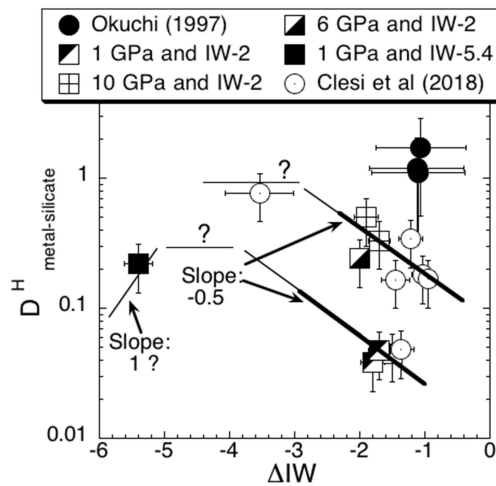 Okuchi (1997)
6 GPa and IW-2
1 GPa and IW-2
1 GPa and IW-5.4
10 GPa and IW-2
Clesi et al (2018)
D^H metal-silicate
1
0.1
0.01
?
?
Slope:
-0.5
Slope:
1 ?
-6 -5 -4 -3 -2 -1 0
ΔIW